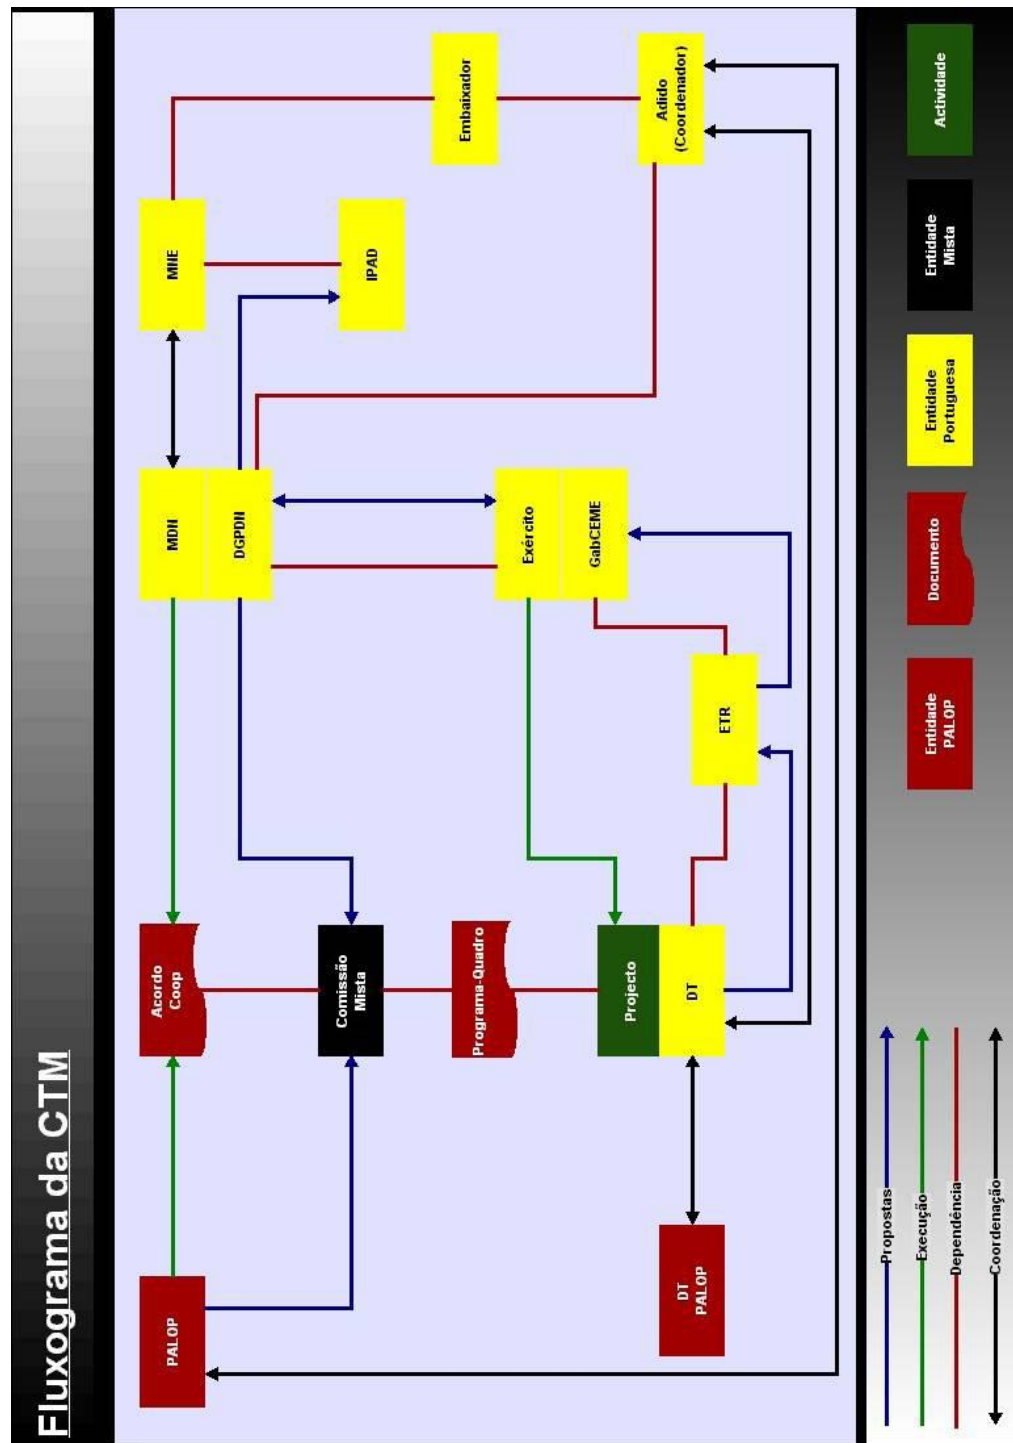 Fluxograma da CTM
PALOP
Acordo
Coop
MDN
MNE
DGPDN
Comissão
Mista
IPAD
Embaixador
Programa-Quadro
Exército
GabCEME
Projecto
DT
DT
PALOP
ETR
Adido
(Coordenador)
Propostas
Execução
Dependência
Coordenação
Entidade
PALOP
Documento
Entidade
Portuguesa
Entidade
Mista
Actividade